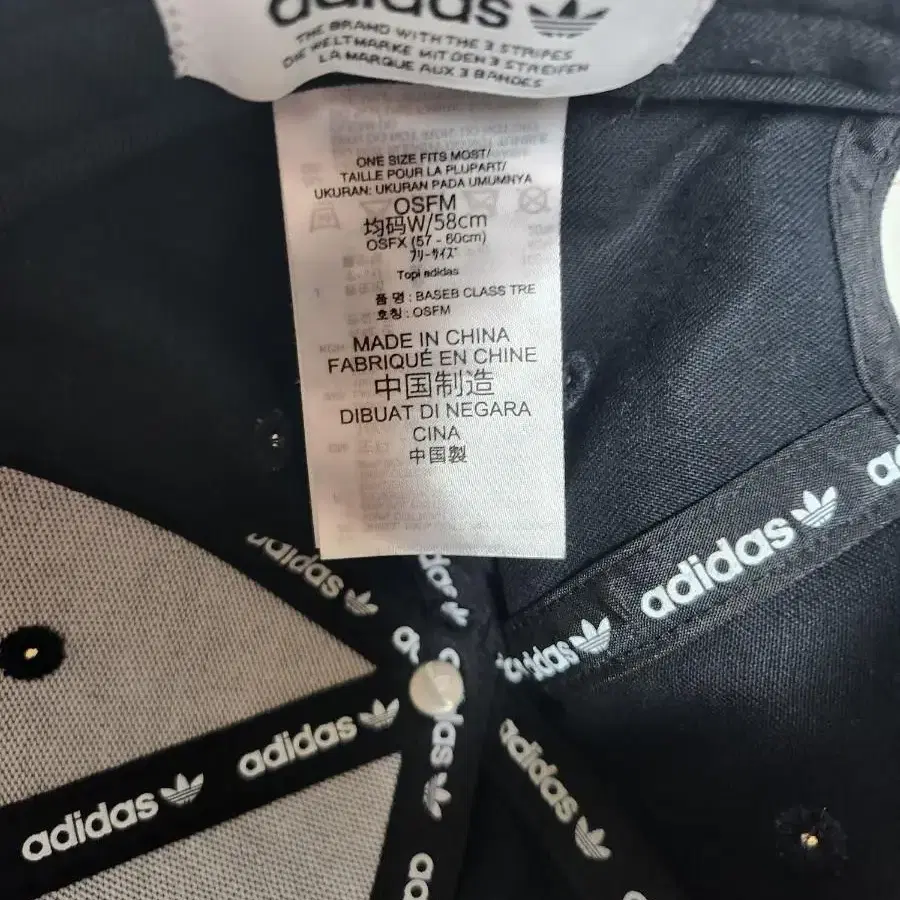 adidas
THE BRAND WITH THE 3 STRIPES
DIE WELTMARKE MIT DEN 3 STREIFEN
LA MARQUE AUX 3 BANDES
ONE SIZE FITS MOST/
TAILLE POUR LA PLUPART/
UKURAN: UKURAN PADA UMUMNYA
OSFM
均码W/58cm
OSFX (57 - 60cm)
フリーサイズ
Topi adidas
품 명 : BASEB CLASS TRE
호칭 : OSFM
MADE IN CHINA
FABRIQUÉ EN CHINE
中国制造
DIBUAT DI NEGARA
CINA
中国製
adidas
adidas
adidas
adidas
adidas
adidas
adidas
adidas